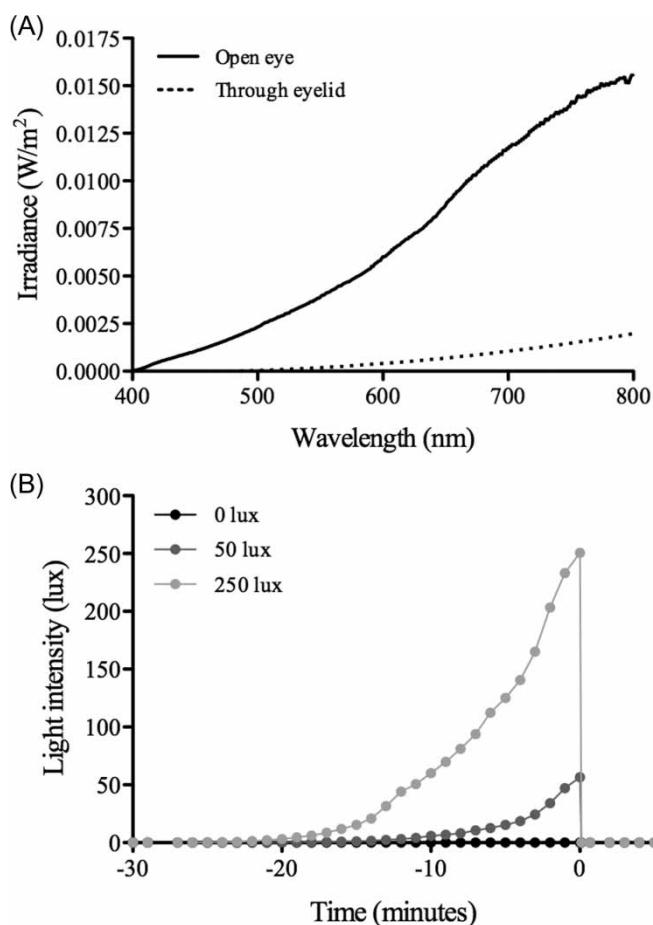 (A)
0.0175
0.0150
0.0125
0.0100
0.0075
0.0050
0.0025
0.0000
Irradiance (W/m²)
Open eye
Through eyelid
400 500 600 700 800
Wavelength (nm)
(B)
300
250
200
150
100
50
0
Light intensity (lux)
0 lux
50 lux
250 lux
-30 -20 -10 0
Time (minutes)